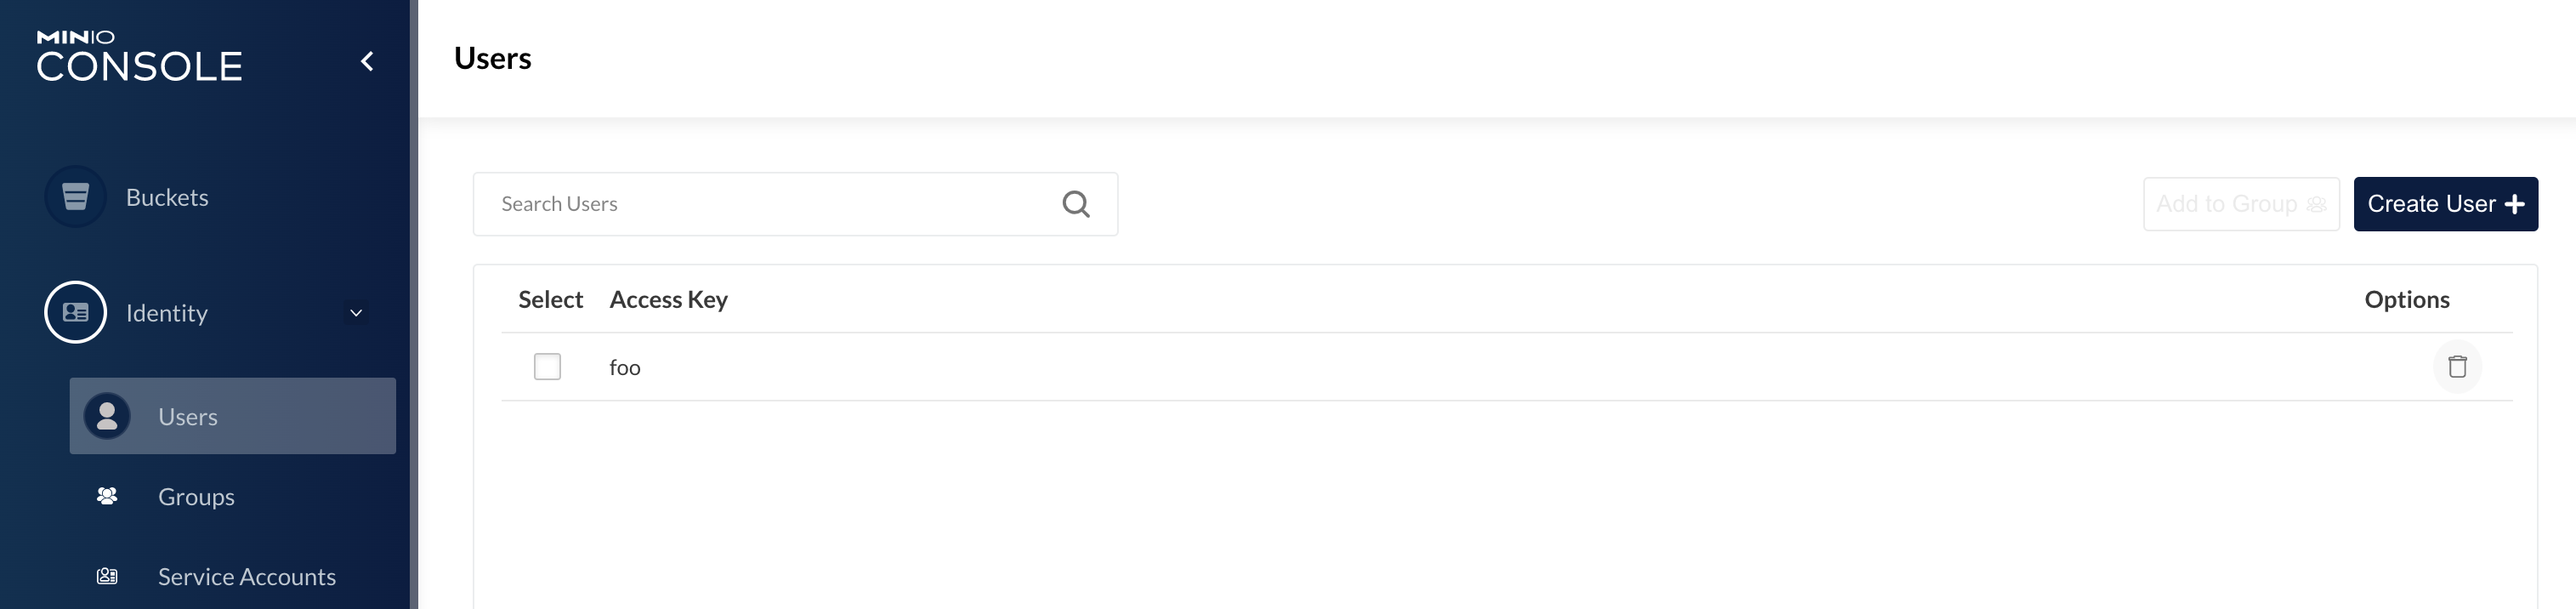 MINIO
CONSOLE
Buckets
Identity
Users
Groups
Service Accounts
Users
Search Users
Add to Group
Create User
Select Access Key Options
foo